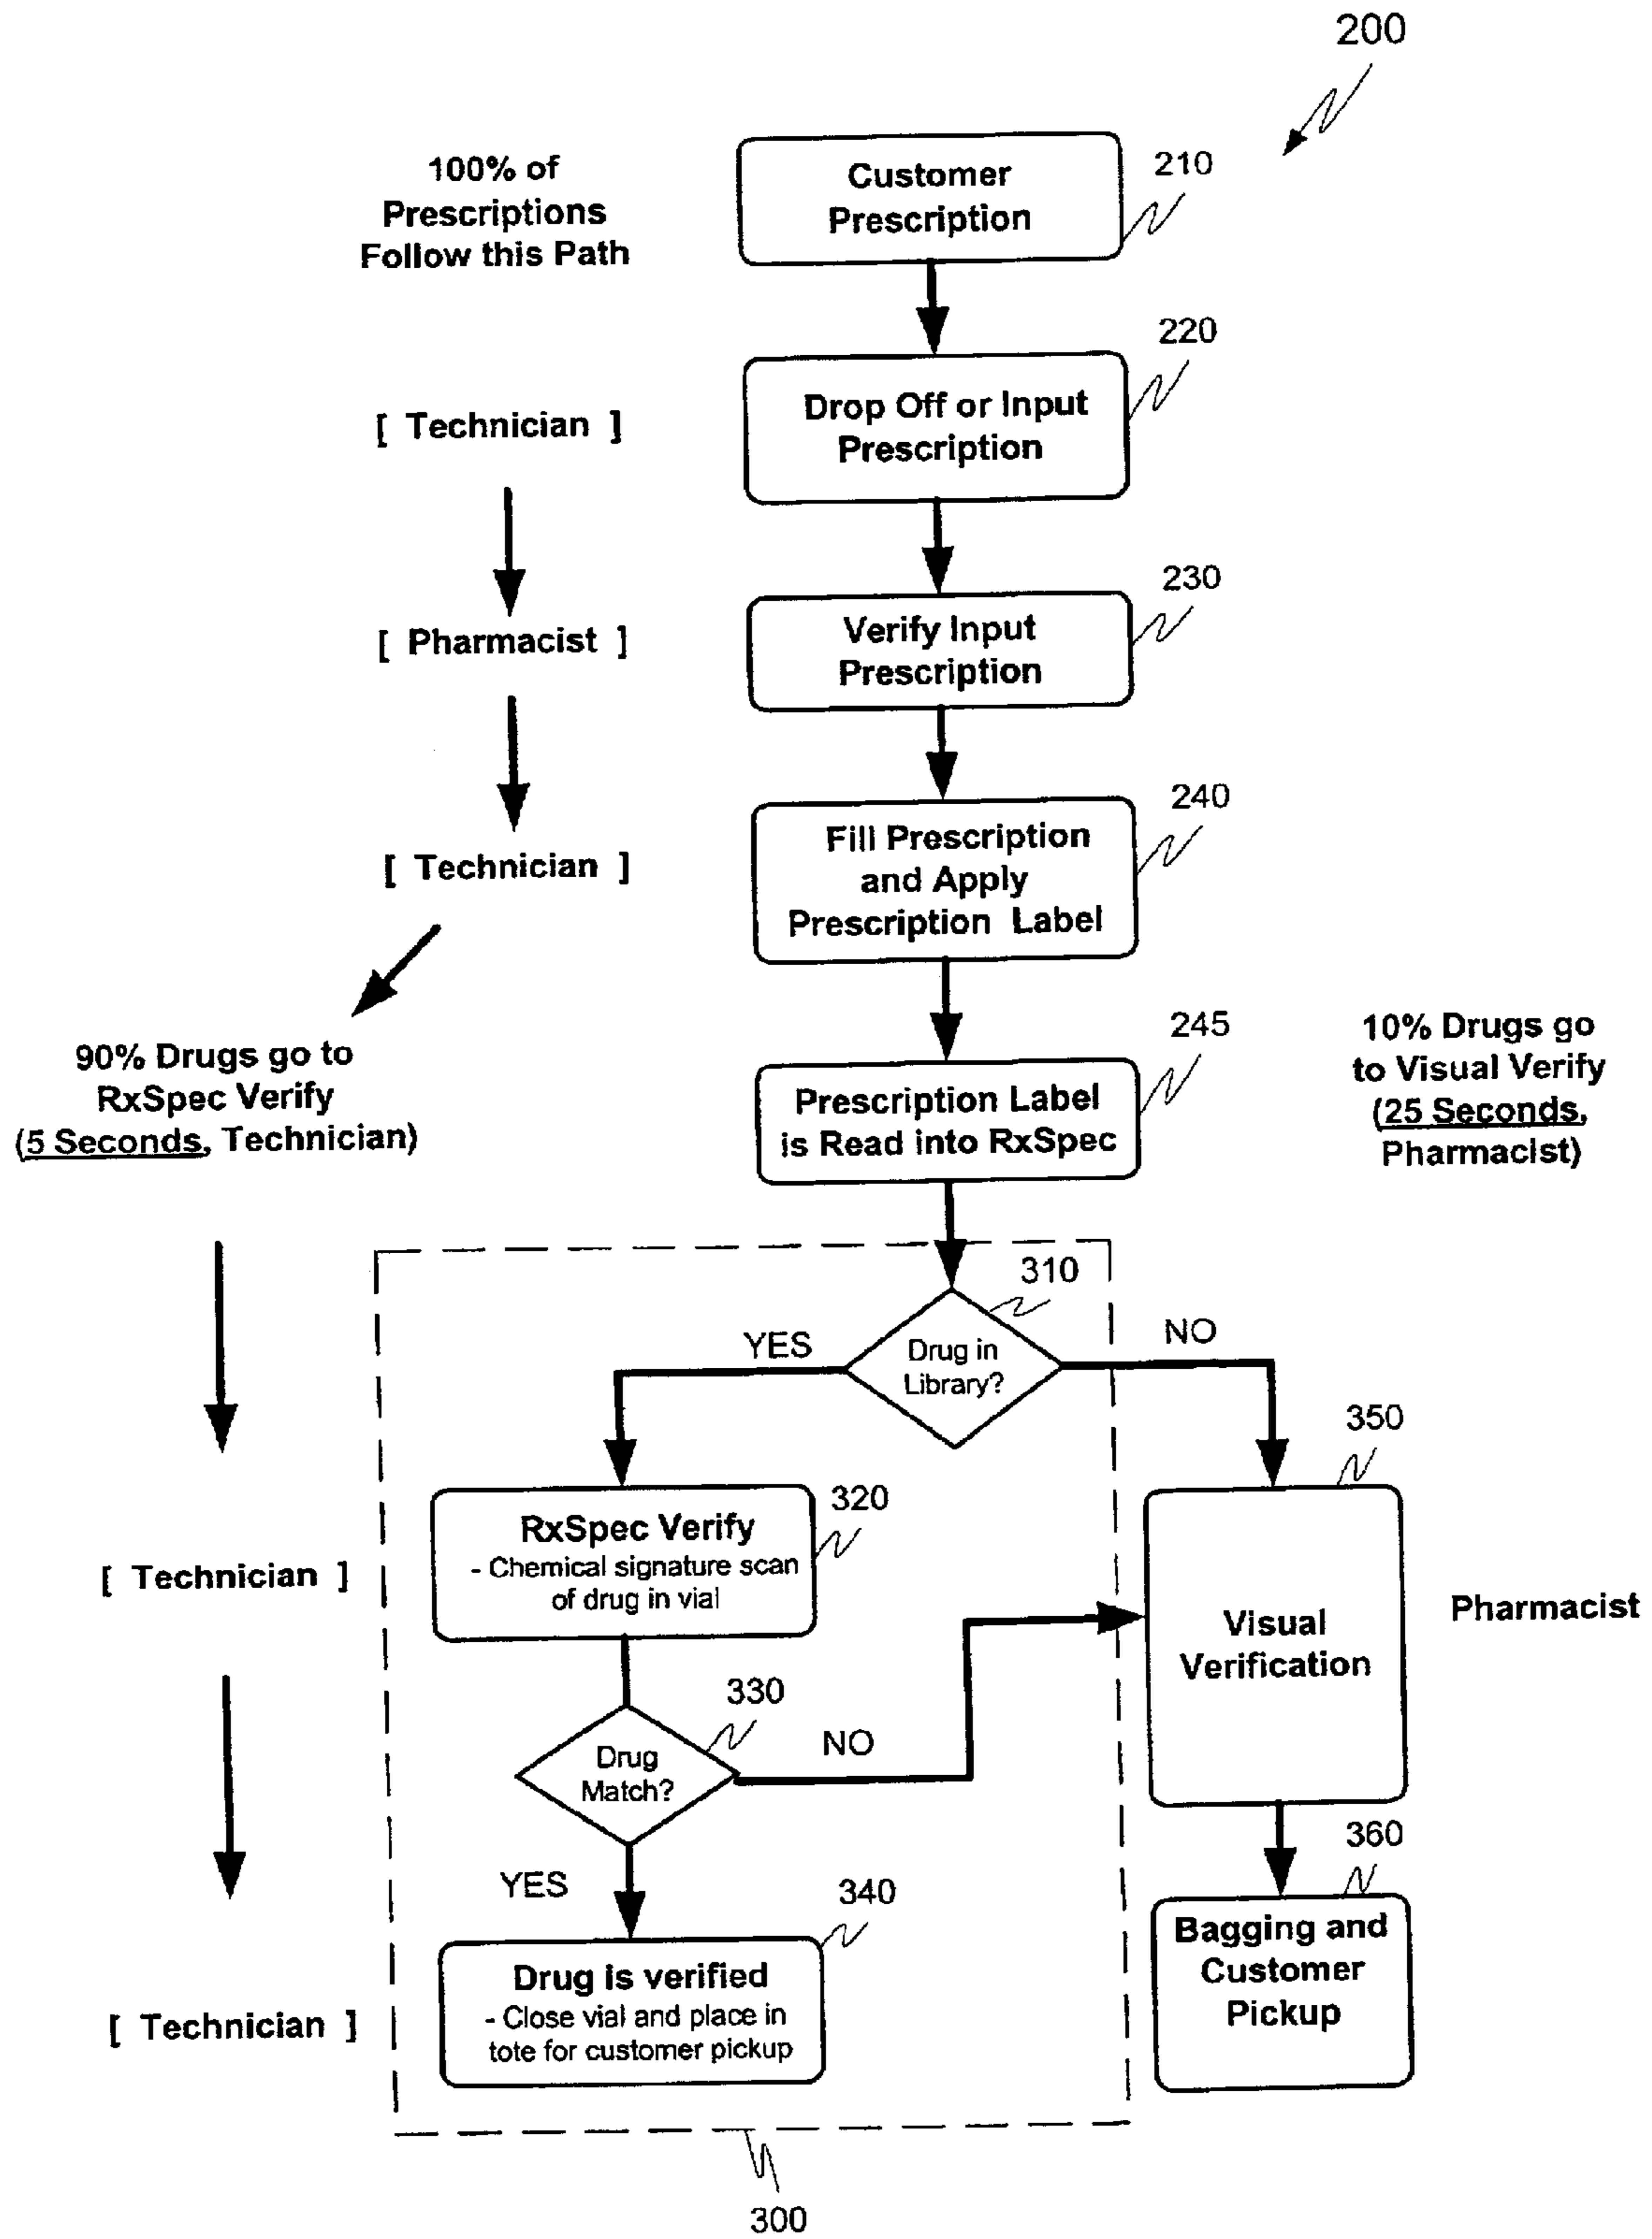 200
100% of
Prescriptions
Follow this Path
Customer
Prescription
210
[ Technician ]
Drop Off or Input
Prescription
220
[ Pharmacist ]
Verify Input
Prescription
230
[ Technician ]
Fill Prescription
and Apply
Prescription Label
240
90% Drugs go to
RxSpec Verify
(5 Seconds, Technician)
Prescription Label
is Read into RxSpec
245
10% Drugs go
to Visual Verify
(25 Seconds,
Pharmacist)
310
Drug in
Library?
YES
NO
[ Technician ]
RxSpec Verify
- Chemical signature scan
of drug in vial
320
350
Visual
Verification
Pharmacist
330
Drug
Match?
NO
YES
[ Technician ]
340
Drug is verified
- Close vial and place in
tote for customer pickup
360
Bagging and
Customer
Pickup
300